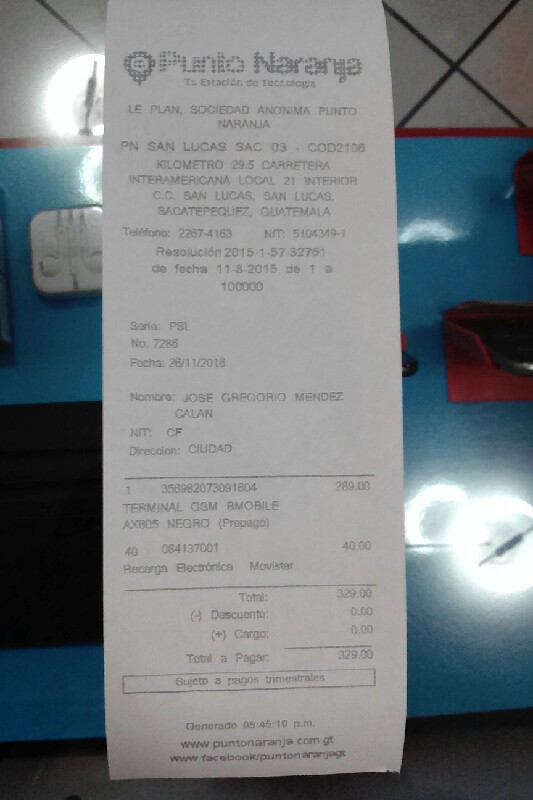 Punto Naranja
Tu Estación de Tecnología
LE PLAN, SOCIEDAD ANONIMA PUNTO
NARANJA
PN SAN LUCAS SAC 03 - COD2106
KILOMETRO 29.5 CARRETERA
INTERAMERICANA LOCAL 21 INTERIOR
C.C. SAN LUCAS, SAN LUCAS,
SACATEPEQUEZ, GUATEMALA
Teléfono: 2267-4163 NIT: 5104349-1
Resolución 2015-1-57-32761
de fecha 11-8-2015 de 1 a
100000
Serie: PSL
No. 7286
Fecha: 26/11/2016
Nombre: JOSE GREGORIO MENDEZ
CALAN
NIT: CF
Direccion: CIUDAD
1 356982073091604 289.00
TERMINAL GSM BMOBILE
AX605 NEGRO (Prepago)
40 084137001 40.00
Recarga Electrónica Movistar
Total: 329.00
(-) Descuento: 0.00
(+) Cargo: 0.00
Total a Pagar: 329.00
Sujeto a pagos trimestrales
Generado 05:45:10 p.m.
www.puntonaranja.com.gt
www.facebook/puntonaranjagt